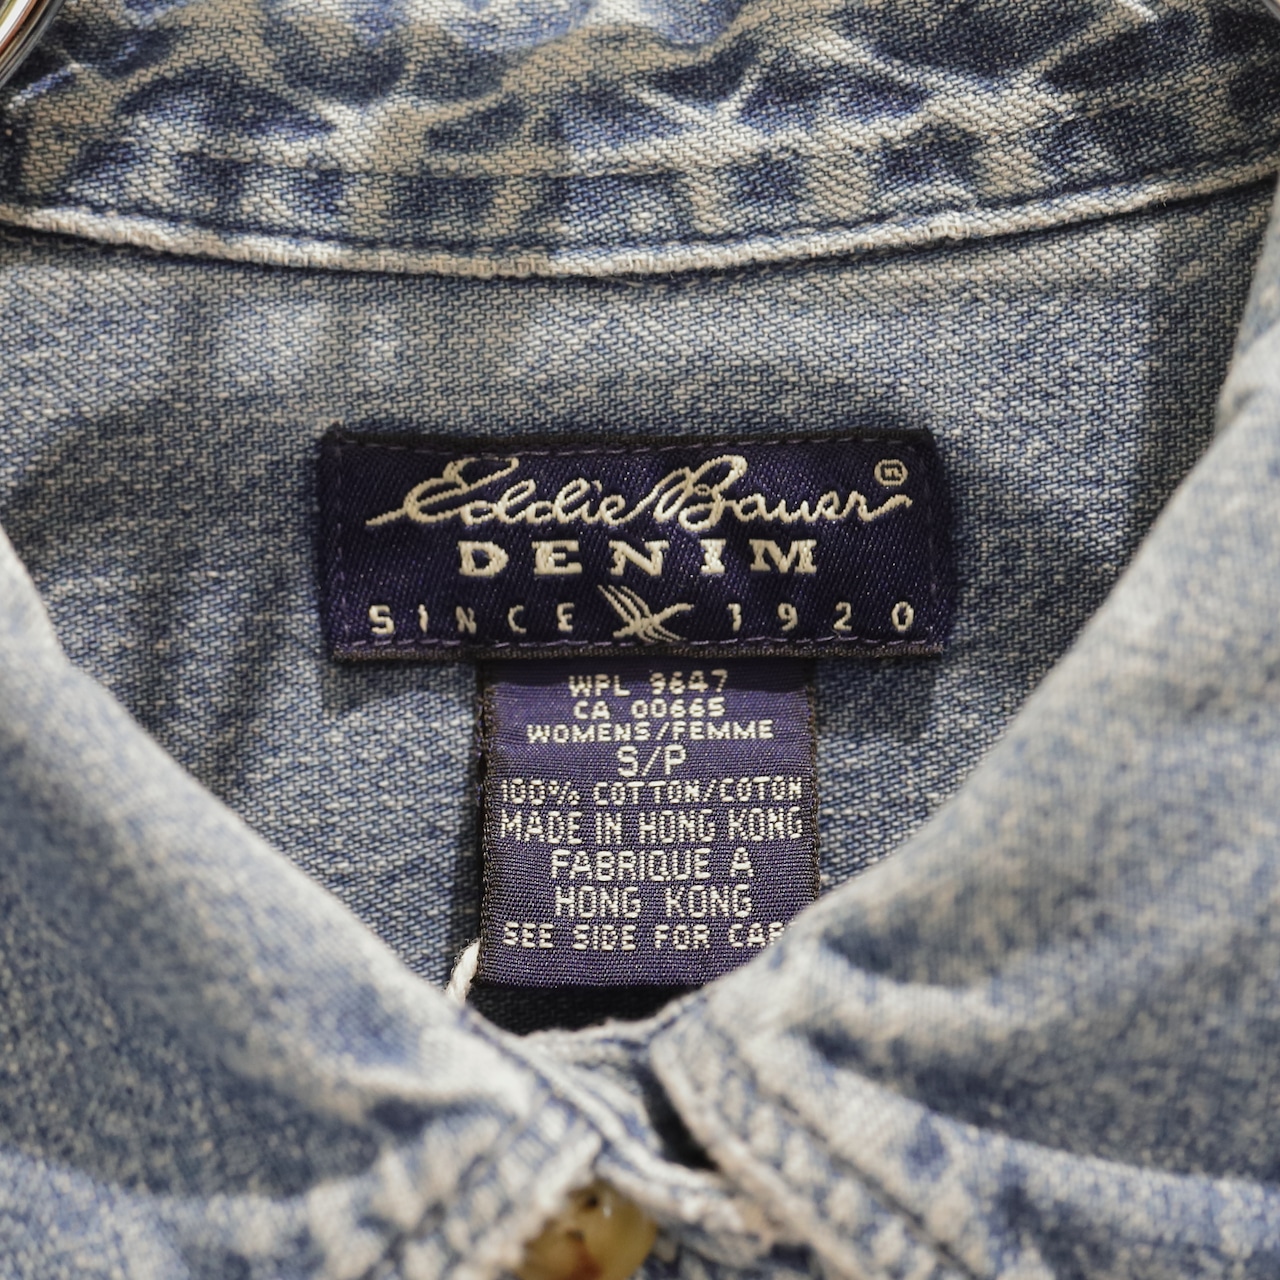 Eddie Bauer ®
DENIM
SINCE 1920
WPL 9647
CA 00665
WOMENS/FEMME
S/P
100% COTTON/COTON
MADE IN HONG KONG
FABRIQUE A
HONG KONG
SEE SIDE FOR